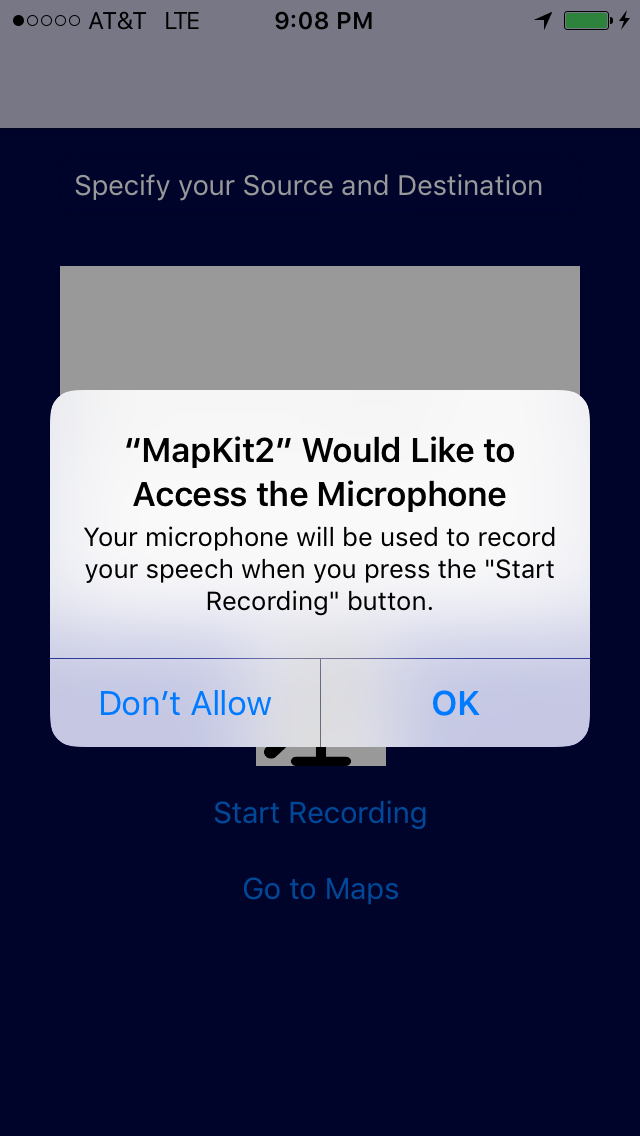 AT&T LTE 9:08 PM
Specify your Source and Destination
“MapKit2” Would Like to
Access the Microphone
Your microphone will be used to record
your speech when you press the "Start
Recording" button.
Don’t Allow OK
Start Recording
Go to Maps